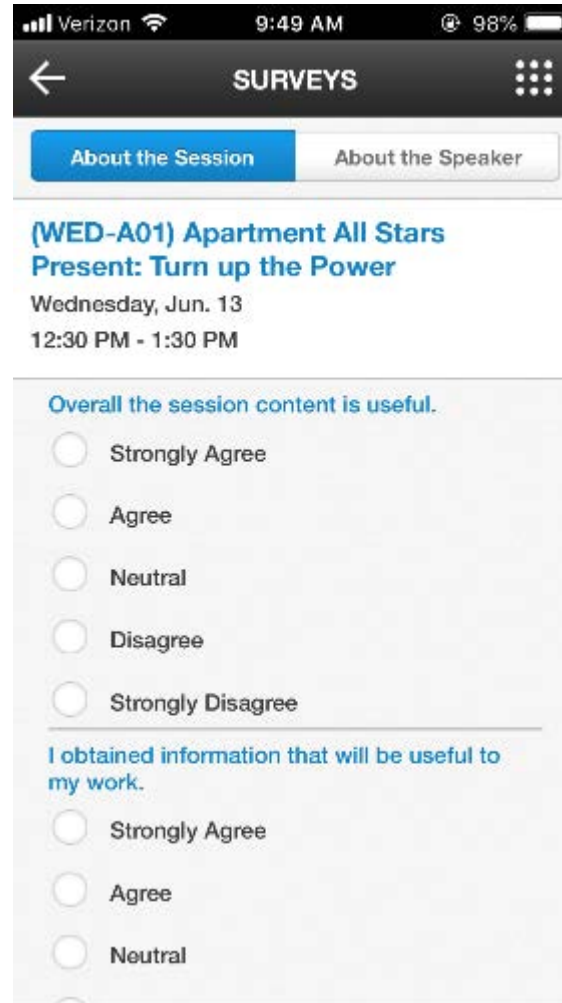 Verizon 9:49 AM 98%
SURVEYS
About the Session About the Speaker
(WED-A01) Apartment All Stars
Present: Turn up the Power
Wednesday, Jun. 13
12:30 PM - 1:30 PM
Overall the session content is useful.
Strongly Agree
Agree
Neutral
Disagree
Strongly Disagree
I obtained information that will be useful to
my work.
Strongly Agree
Agree
Neutral